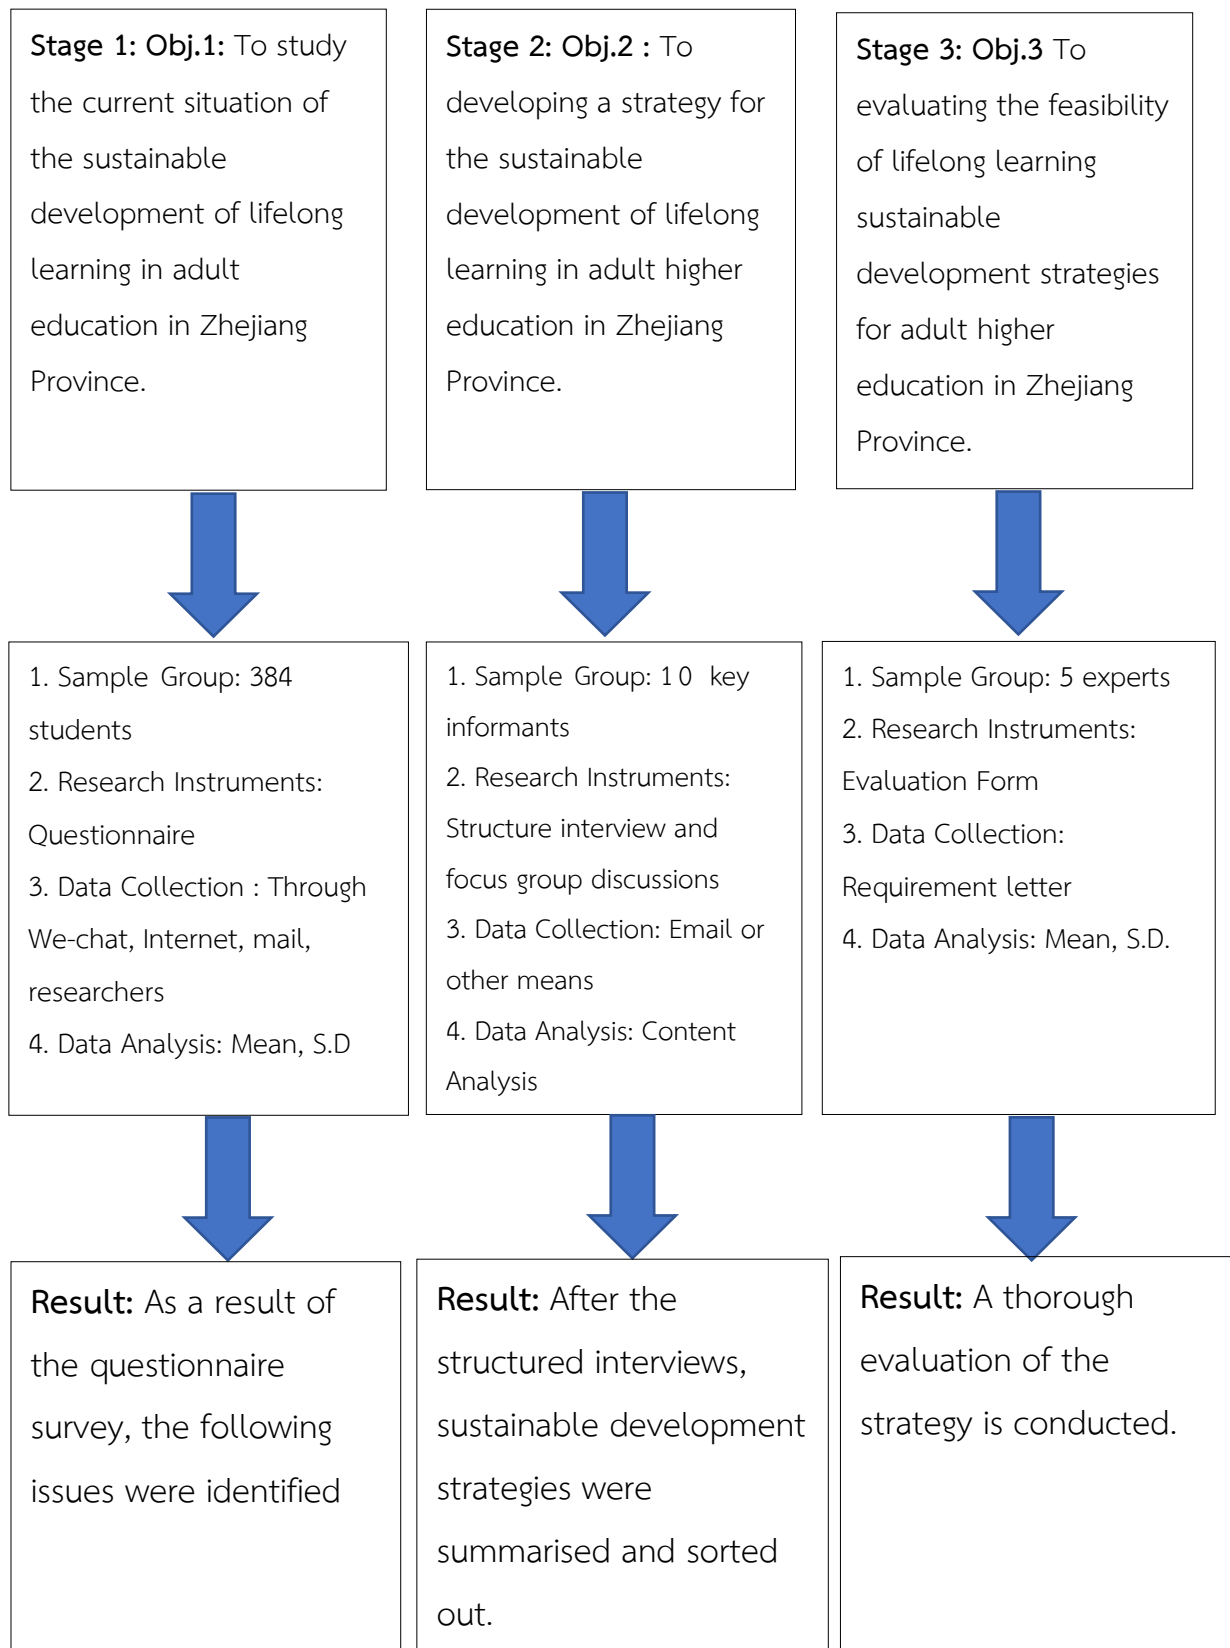 Stage 1: Obj.1: To study
the current situation of
the sustainable
development of lifelong
learning in adult
education in Zhejiang
Province.
Stage 2: Obj.2 : To
developing a strategy for
the sustainable
development of lifelong
learning in adult higher
education in Zhejiang
Province.
Stage 3: Obj.3 To
evaluating the feasibility
of lifelong learning
sustainable
development strategies
for adult higher
education in Zhejiang
Province.
1. Sample Group: 384
students
2. Research Instruments:
Questionnaire
3. Data Collection : Through
We-chat, Internet, mail,
researchers
4. Data Analysis: Mean, S.D
1. Sample Group: 10 key
informants
2. Research Instruments:
Structure interview and
focus group discussions
3. Data Collection: Email or
other means
4. Data Analysis: Content
Analysis
1. Sample Group: 5 experts
2. Research Instruments:
Evaluation Form
3. Data Collection:
Requirement letter
4. Data Analysis: Mean, S.D.
Result: As a result of
the questionnaire
survey, the following
issues were identified
Result: After the
structured interviews,
sustainable development
strategies were
summarised and sorted
out.
Result: A thorough
evaluation of the
strategy is conducted.